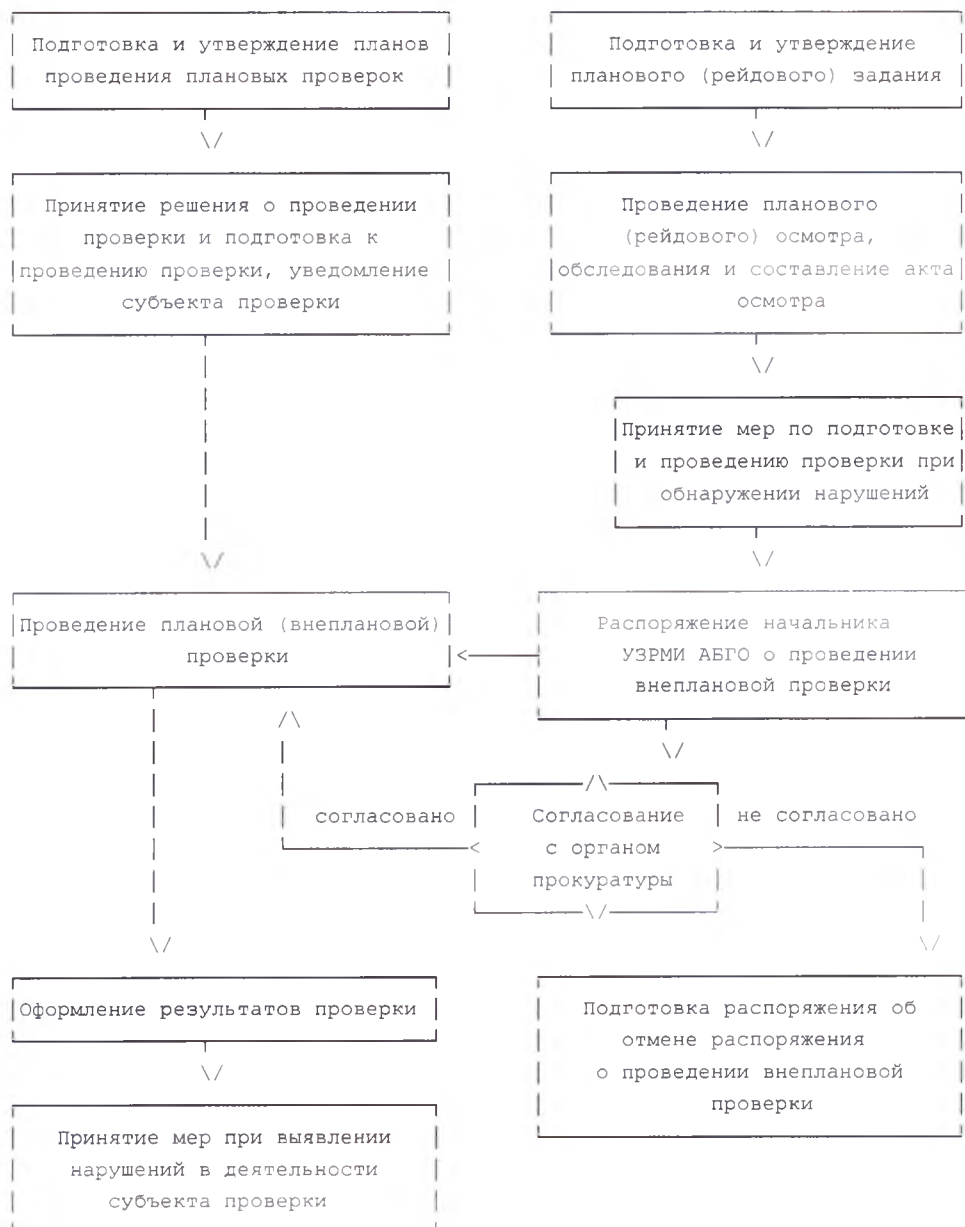 Подготовка и утверждение планов
проведения плановых проверок
Подготовка и утверждение
планового (рейдового) задания
Принятие решения о проведении
проверки и подготовка к
проведению проверки, уведомление
субъекта проверки
Проведение планового
(рейдового) осмотра,
обследования и составление акта
осмотра
Принятие мер по подготовке
и проведению проверки при
обнаружении нарушений
Проведение плановой (внеплановой)
проверки
Распоряжение начальника
УЗРМИ АБГО о проведении
внеплановой проверки
согласовано
Согласование
с органом
прокуратуры
не согласовано
Оформление результатов проверки
Подготовка распоряжения об
отмене распоряжения
о проведении внеплановой
проверки
Принятие мер при выявлении
нарушений в деятельности
субъекта проверки